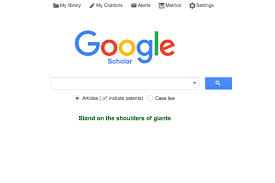 My library My Citations Alerts Metrics Settings
Google
Scholar
Articles ( include patents) Case law
Stand on the shoulders of giants